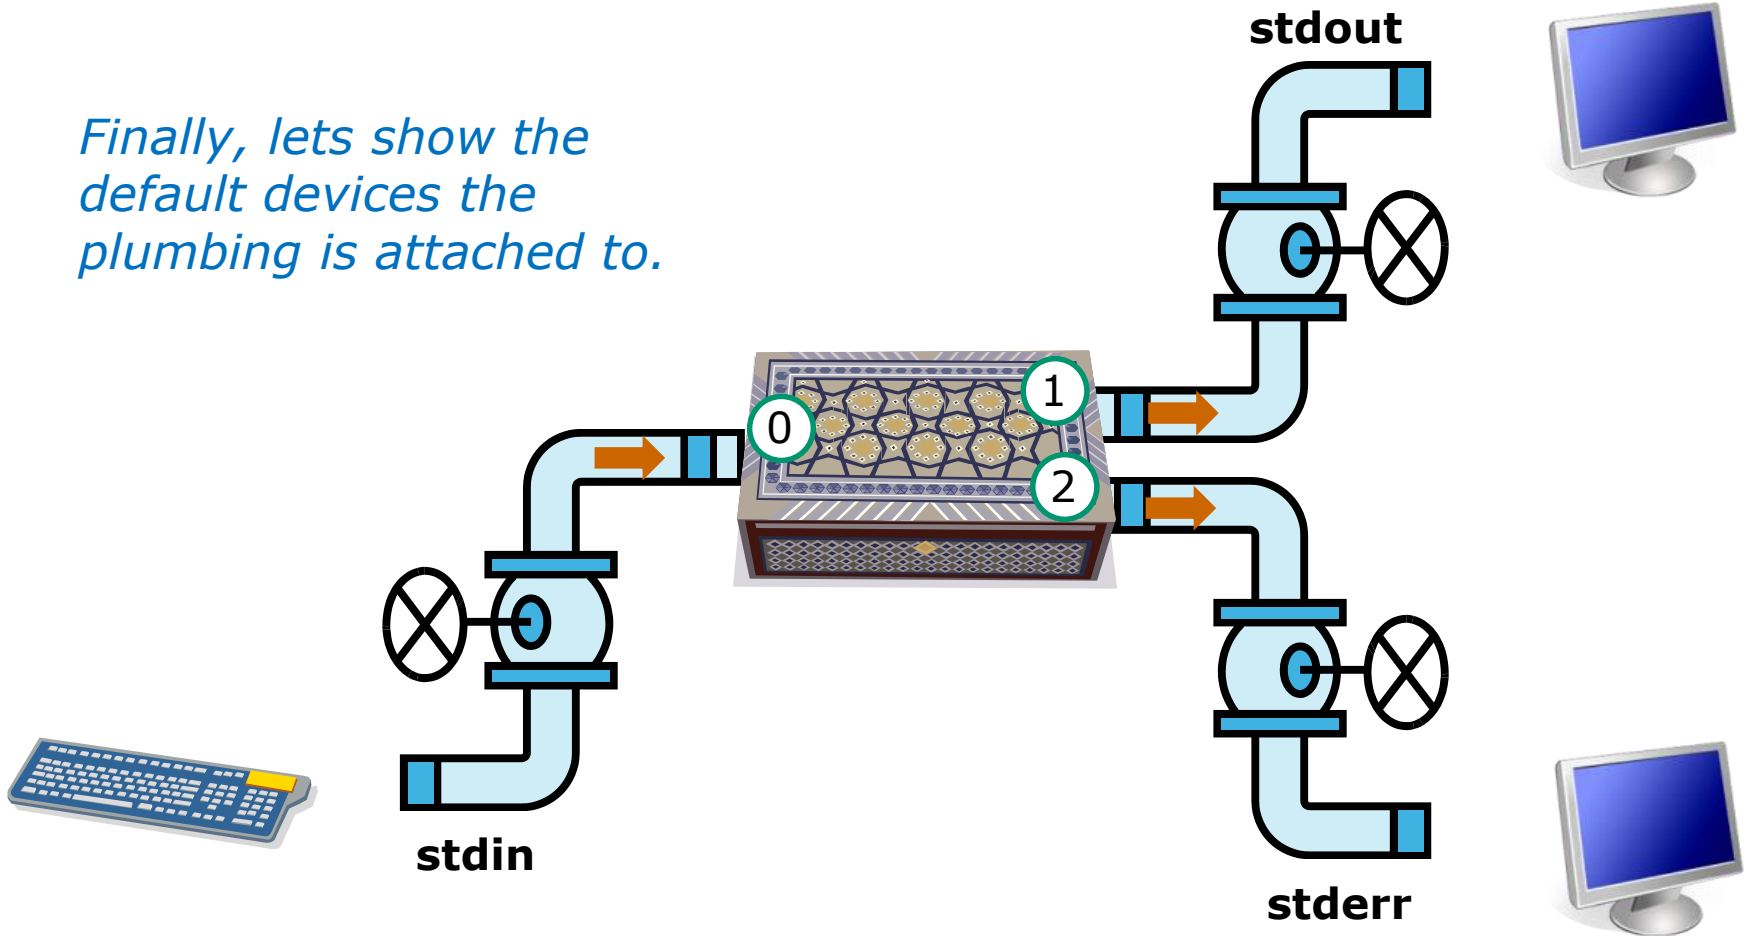 stdout
Finally, lets show the
default devices the
plumbing is attached to.
1
0
2
stdin
stderr